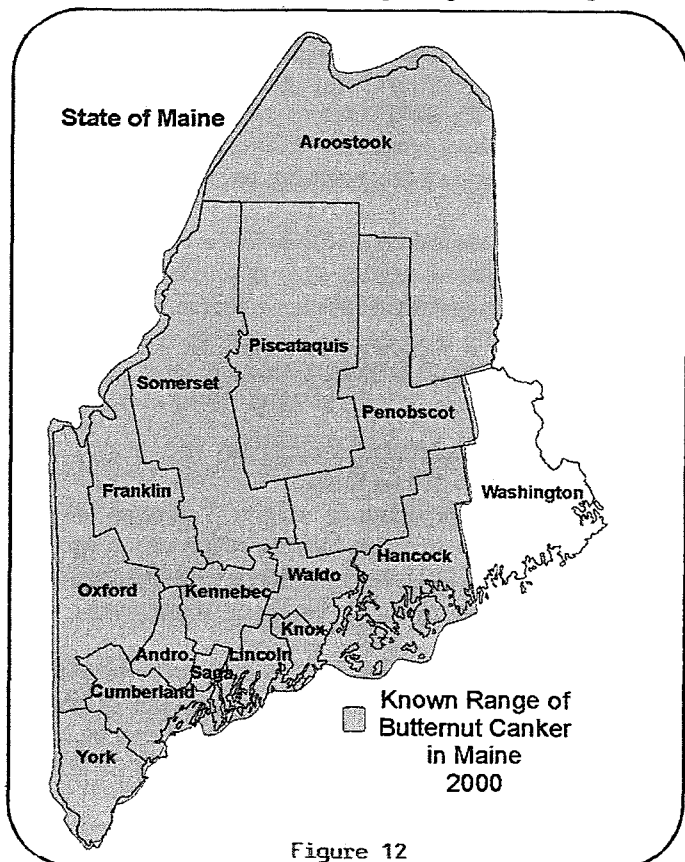 State of Maine
Aroostook
Piscataquis
Somerset
Penobscot
Franklin
Washington
Hancock
Oxford
Kennebec
Waldo
Knox
Andro.
Lincoln
Saga.
Cumberland
York
Known Range of
Butternut Canker
in Maine
2000
Figure 12